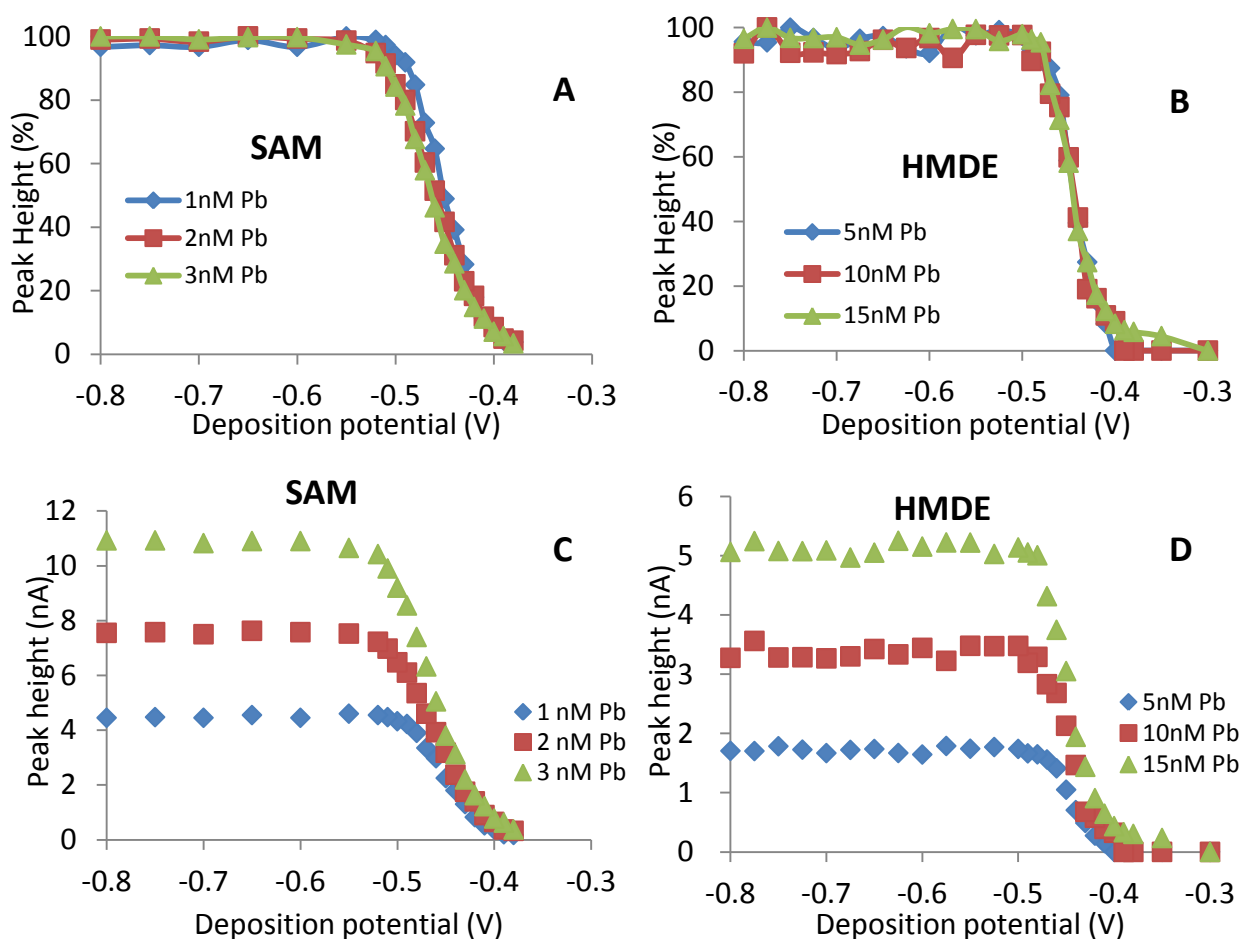 A
SAM
Peak Height (%)
100
80
60
40
20
0
1nM Pb
2nM Pb
3nM Pb
-0.8 -0.7 -0.6 -0.5 -0.4 -0.3
Deposition potential (V)
B
HMDE
Peak Height (%)
100
80
60
40
20
0
5nM Pb
10nM Pb
15nM Pb
-0.8 -0.7 -0.6 -0.5 -0.4 -0.3
Deposition potential (V)
SAM
C
Peak height (nA)
12
10
8
6
4
2
0
1 nM Pb
2 nM Pb
3 nM Pb
-0.8 -0.7 -0.6 -0.5 -0.4 -0.3
Deposition potential (V)
HMDE
D
Peak height (nA)
6
5
4
3
2
1
0
5nM Pb
10nM Pb
15nM Pb
-0.8 -0.7 -0.6 -0.5 -0.4 -0.3
Deposition potential (V)